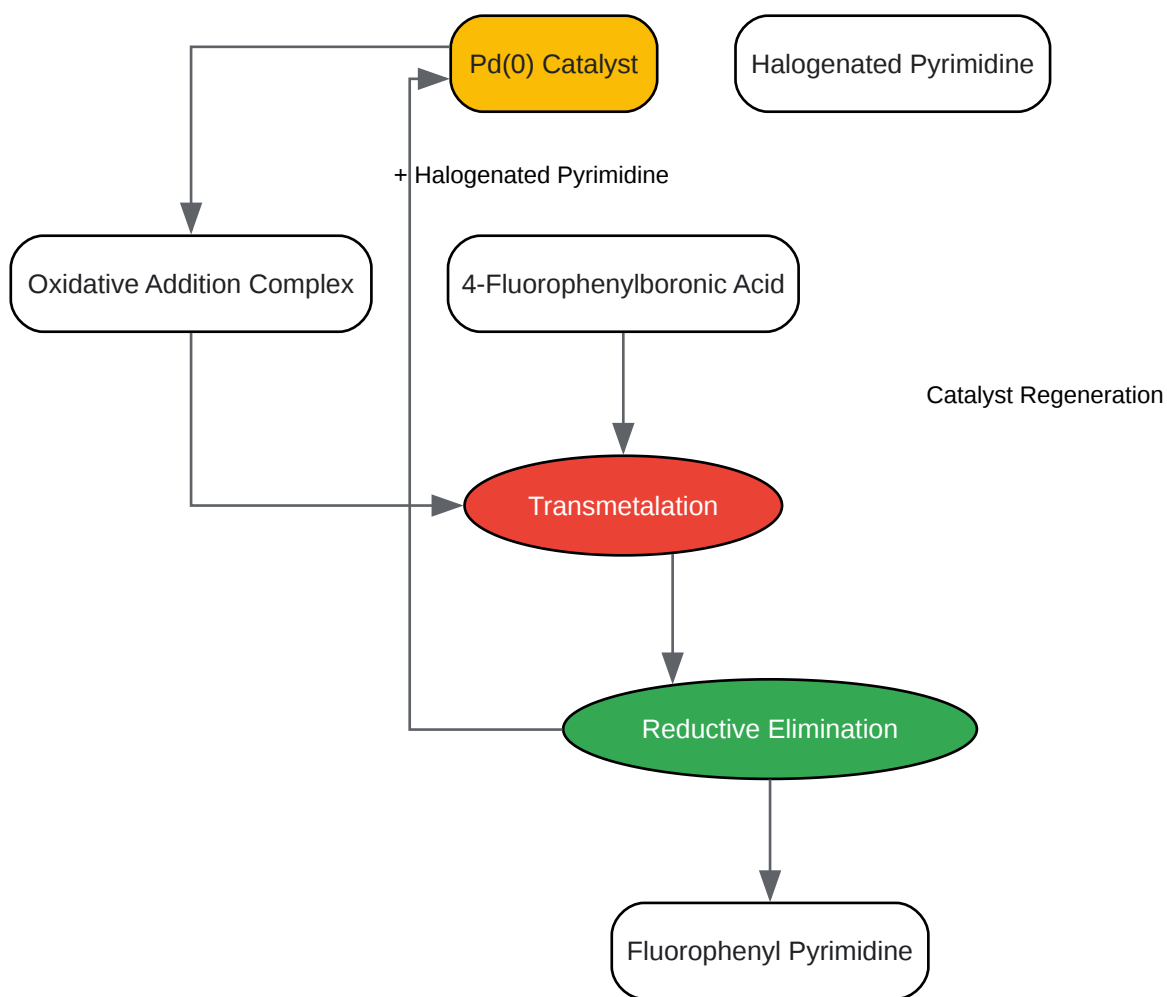 Pd(0) Catalyst
Halogenated Pyrimidine
+ Halogenated Pyrimidine
Oxidative Addition Complex
4-Fluorophenylboronic Acid
Catalyst Regeneration
Transmetalation
Reductive Elimination
Fluorophenyl Pyrimidine